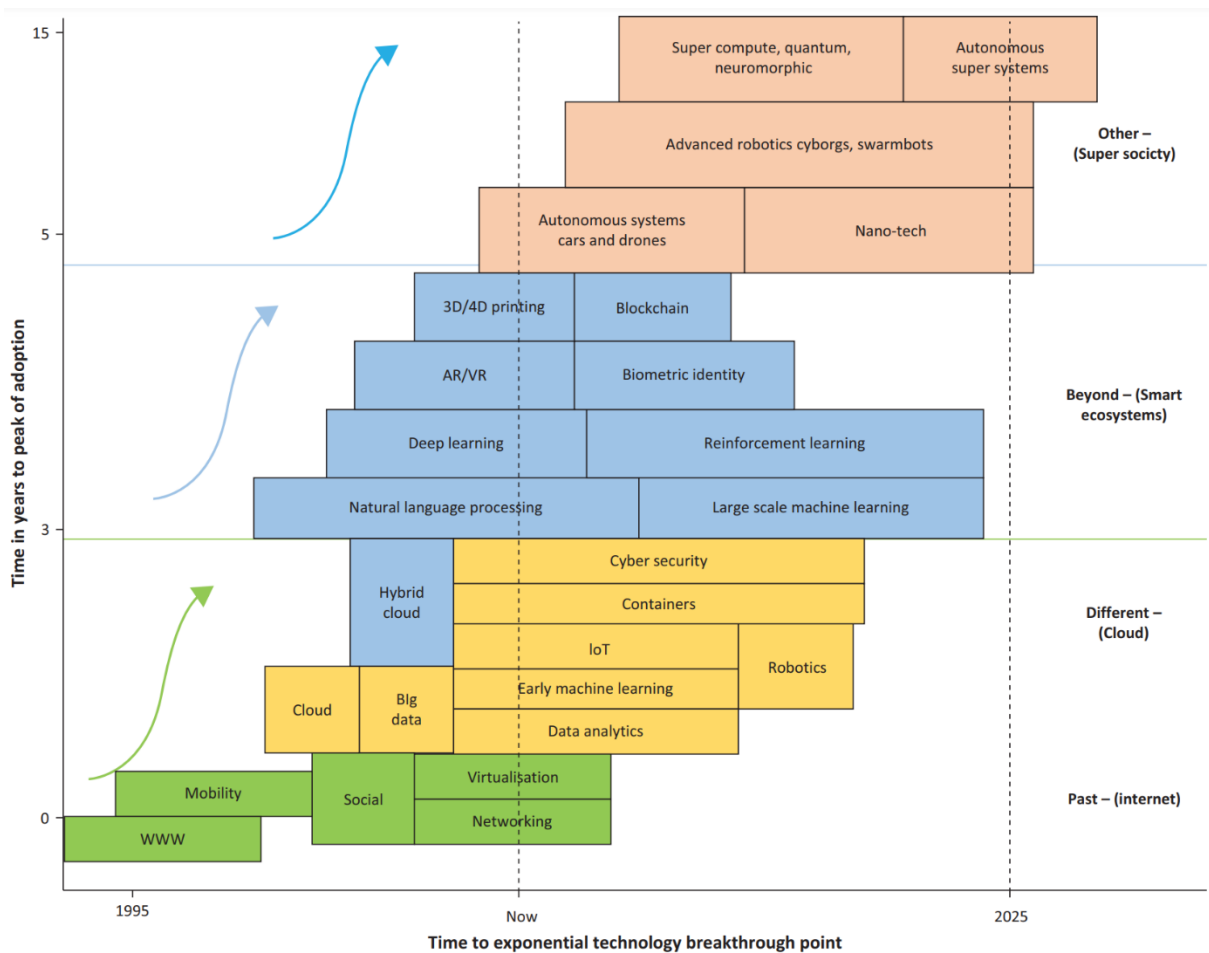 15
Super compute, quantum,
neuromorphic
Autonomous
super systems
Advanced robotics cyborgs, swarmbots
Other –
(Super socicty)
Autonomous systems
cars and drones
Nano-tech
5
3D/4D printing
Blockchain
AR/VR
Biometric identity
Beyond – (Smart
ecosystems)
Deep learning
Reinforcement learning
Natural language processing
Large scale machine learning
3
Time in years to peak of adoption
Hybrid
cloud
Cyber security
Containers
Different –
(Cloud)
IoT
Robotics
Early machine learning
Cloud
BIg
data
Data analytics
Mobility
Social
Virtualisation
Past – (internet)
0
WWW
Networking
1995
Now
2025
Time to exponential technology breakthrough point